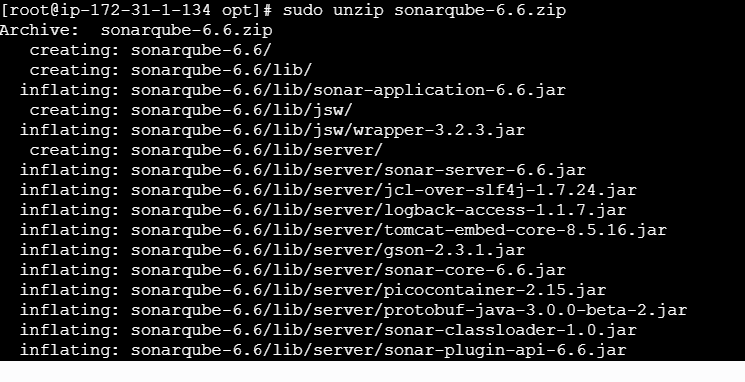 [root@ip-172-31-1-134 opt]# sudo unzip sonarqube-6.6.zip
Archive:  sonarqube-6.6.zip
   creating: sonarqube-6.6/
   creating: sonarqube-6.6/lib/
  inflating: sonarqube-6.6/lib/sonar-application-6.6.jar
   creating: sonarqube-6.6/lib/jsw/
  inflating: sonarqube-6.6/lib/jsw/wrapper-3.2.3.jar
   creating: sonarqube-6.6/lib/server/
  inflating: sonarqube-6.6/lib/server/sonar-server-6.6.jar
  inflating: sonarqube-6.6/lib/server/jcl-over-slf4j-1.7.24.jar
  inflating: sonarqube-6.6/lib/server/logback-access-1.1.7.jar
  inflating: sonarqube-6.6/lib/server/tomcat-embed-core-8.5.16.jar
  inflating: sonarqube-6.6/lib/server/gson-2.3.1.jar
  inflating: sonarqube-6.6/lib/server/sonar-core-6.6.jar
  inflating: sonarqube-6.6/lib/server/picocontainer-2.15.jar
  inflating: sonarqube-6.6/lib/server/protobuf-java-3.0.0-beta-2.jar
  inflating: sonarqube-6.6/lib/server/sonar-classloader-1.0.jar
  inflating: sonarqube-6.6/lib/server/sonar-plugin-api-6.6.jar